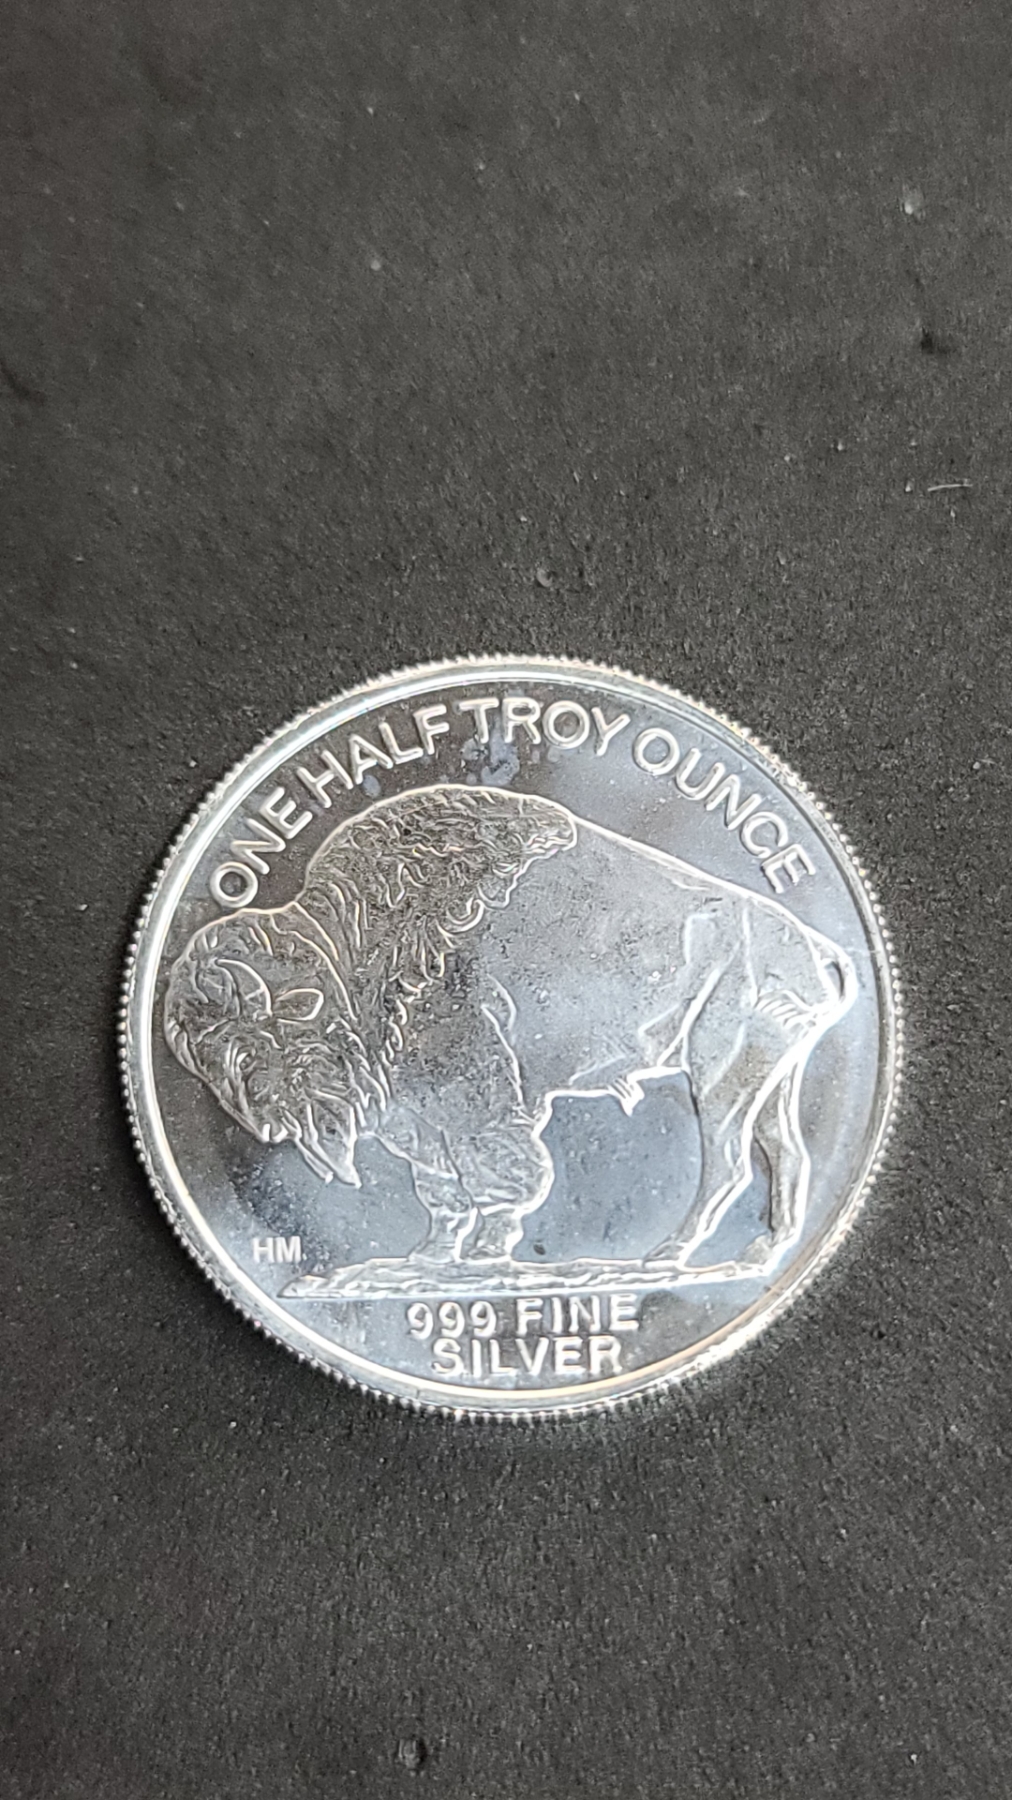 ONE HALF TROY OUNCE
HM
999 FINE
SILVER